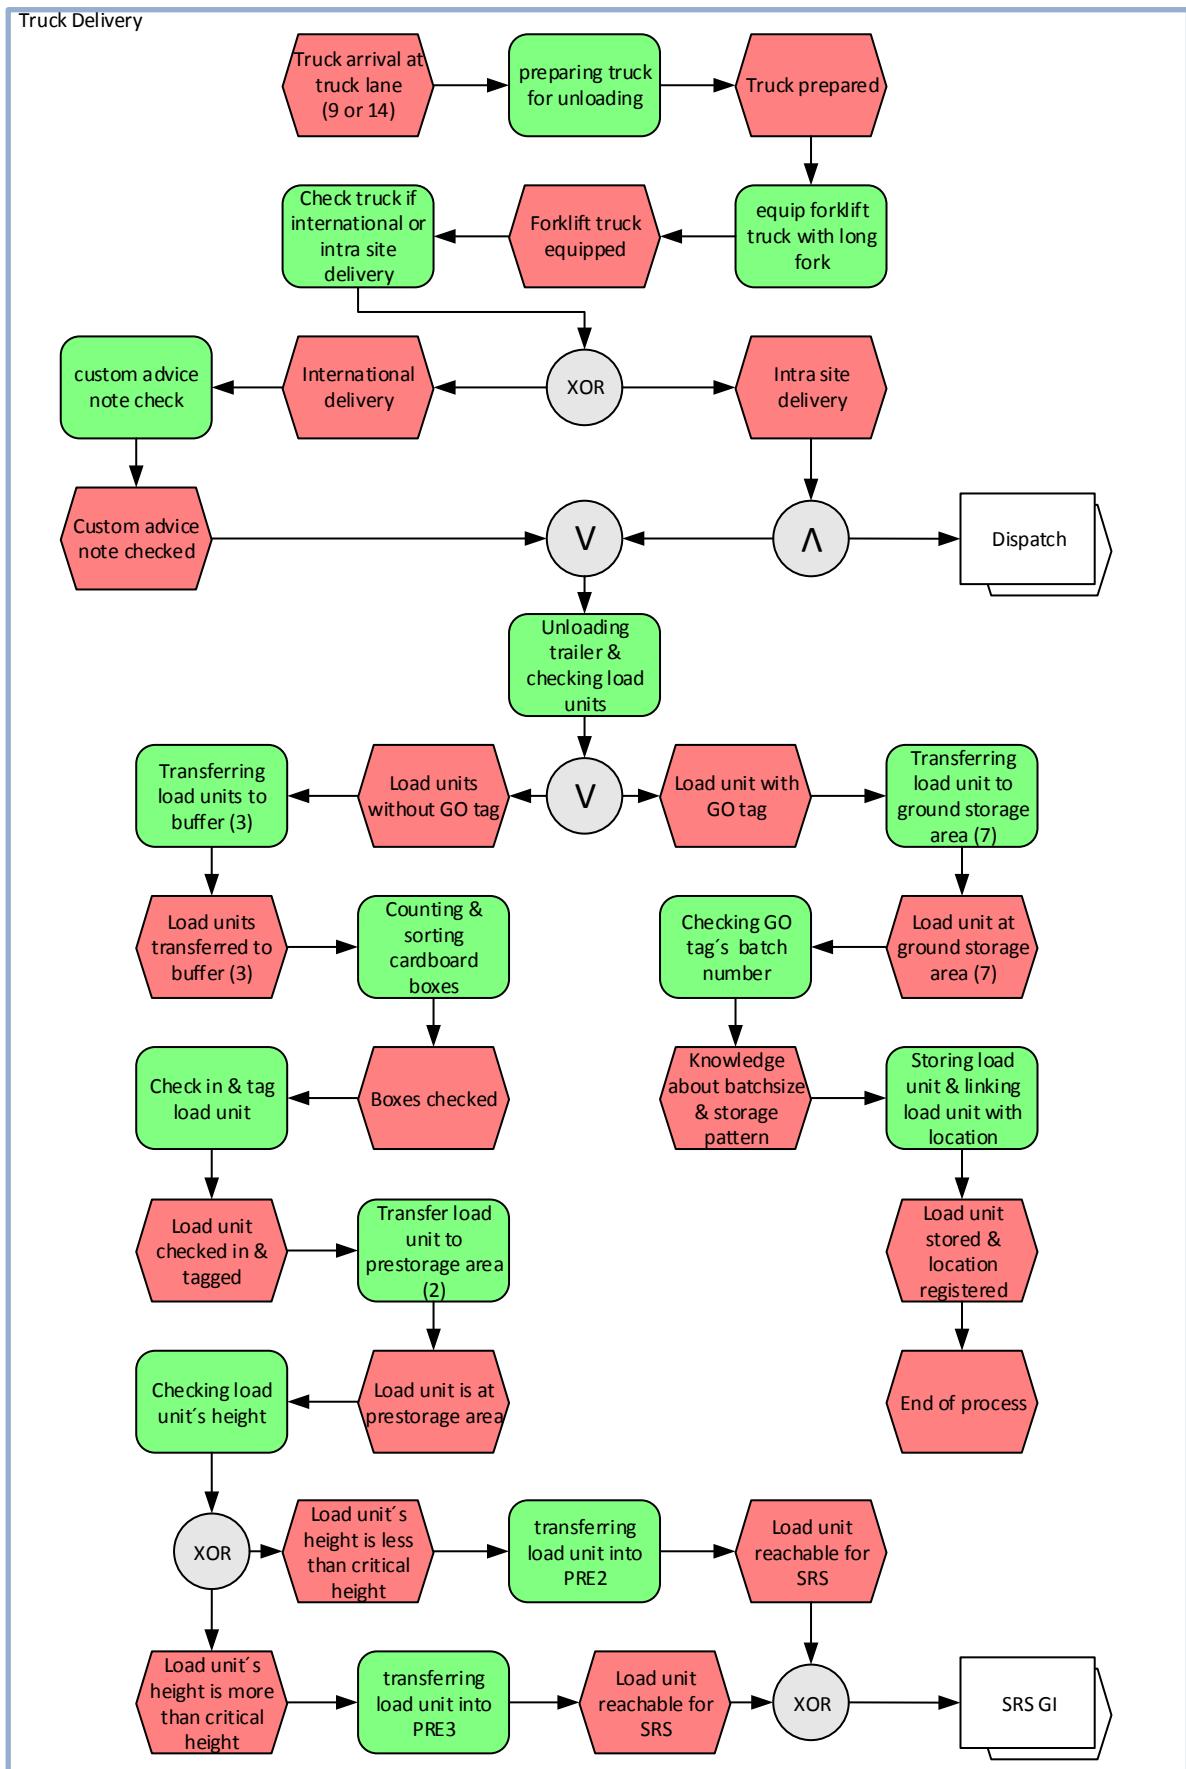 Truck Delivery
Truck arrival at
truck lane
(9 or 14)
preparing truck
for unloading
Truck prepared
Check truck if
international or
intra site
delivery
Forklift truck
equipped
equip forklift
truck with long
fork
custom advice
note check
International
delivery
XOR
Intra site
delivery
Custom advice
note checked
V
Λ
Dispatch
Unloading
trailer &
checking load
units
Transferring
load units to
buffer (3)
Load units
without GO tag
V
Load unit with
GO tag
Transferring
load unit to
ground storage
area (7)
Load units
transferred to
buffer (3)
Counting &
sorting
cardboard
boxes
Checking GO
tag´s batch
number
Load unit at
ground storage
area (7)
Check in & tag
load unit
Boxes checked
Knowledge
about batchsize
& storage
pattern
Storing load
unit & linking
load unit with
location
Load unit
checked in &
tagged
Transfer load
unit to
prestorage area
(2)
Load unit
stored &
location
registered
Checking load
unit´s height
Load unit is at
prestorage area
End of process
XOR
Load unit´s
height is less
than critical
height
transferring
load unit into
PRE2
Load unit
reachable for
SRS
Load unit´s
height is more
than critical
height
transferring
load unit into
PRE3
Load unit
reachable for
SRS
XOR
SRS GI